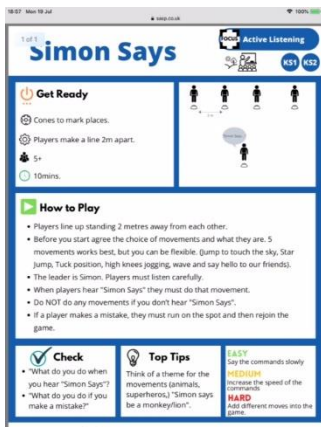 18:57 Mon 19 Jul
100%
saep.co.uk
1 of 1
Simon Says
FOCUS
Active Listening
KS1 KS2
Get Ready
Cones to mark places.
Players make a line 2m apart.
5+
10mins.
How to Play
• Players line up standing 2 metres away from each other.
• Before you start agree the choice of movements and what they are. 5
movements works best, but you can be flexible. (Jump to touch the sky, Star
Jump, Tuck position, high knees jogging, wave and say hello to our friends).
• The leader is Simon. Players must listen carefully.
• When players hear "Simon Says" they must do that movement.
• Do NOT do any movements if you don't hear "Simon Says".
• If a player makes a mistake, they must run on the spot and then rejoin
the game.
Check
• "What do you do when
you hear "Simon Says"?
• "What do you do if you
make a mistake?"
Top Tips
Think of a theme for the
movements (animals,
superheroes,) "Simon says
be a monkey/lion".
EASY
Say the commands slowly
MEDIUM
Increase the speed of the
commands
HARD
Add different moves into the
game.